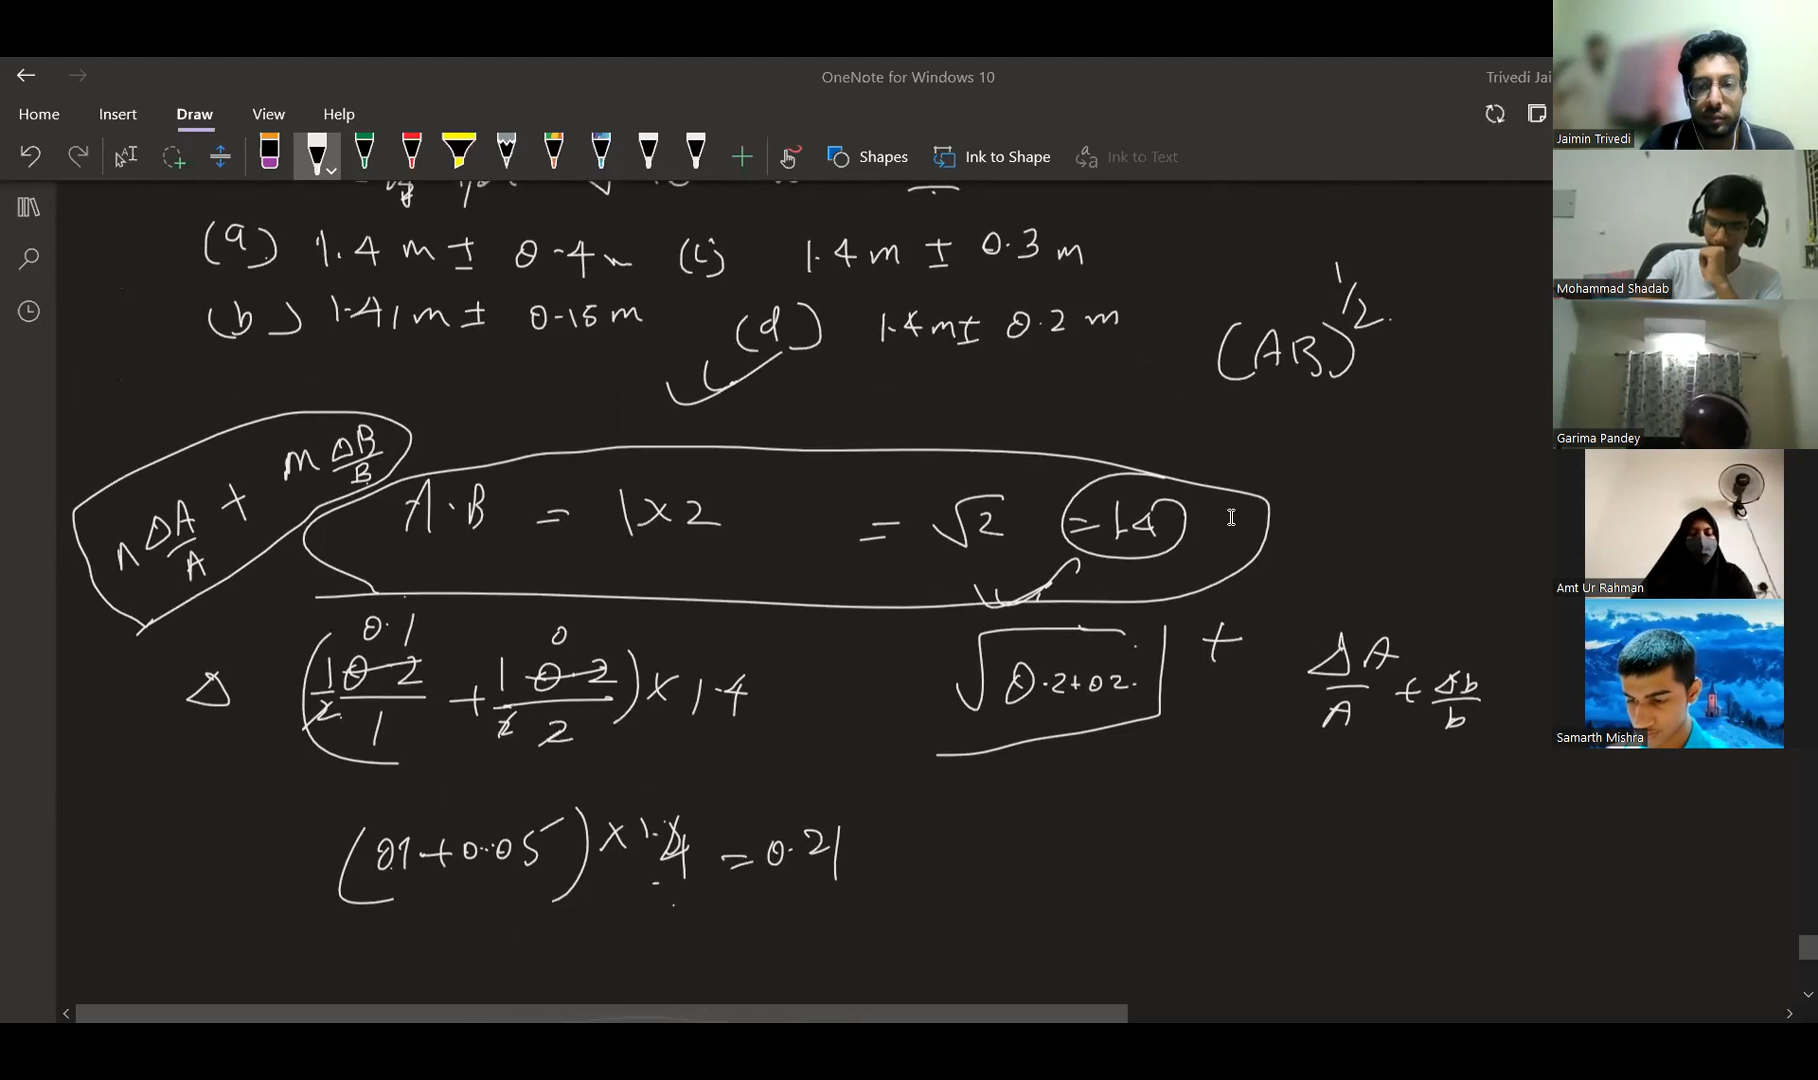 OneNote for Windows 10
Trivedi Jai
Home Insert Draw View Help
Shapes Ink to Shape Ink to Text
(a) 1.4 m ± 0.4 m (c) 1.4 m ± 0.3 m
(b) 1.41 m ± 0.15 m (d) 1.4 m ± 0.2 m
(AB)^1/2
n ΔA/A + m ΔB/B
A·B = 1×2 = √2 = 1.4
0.1 0
Δ (1/2 0.2/1 + 1/2 0.2/2) × 1.4 √0.2+0.2 + ΔA/A + Δb/b
(0.1+0.05) × 1.4 = 0.21
Jaimin Trivedi
Mohammad Shadab
Garima Pandey
Amt Ur Rahman
Samarth Mishra